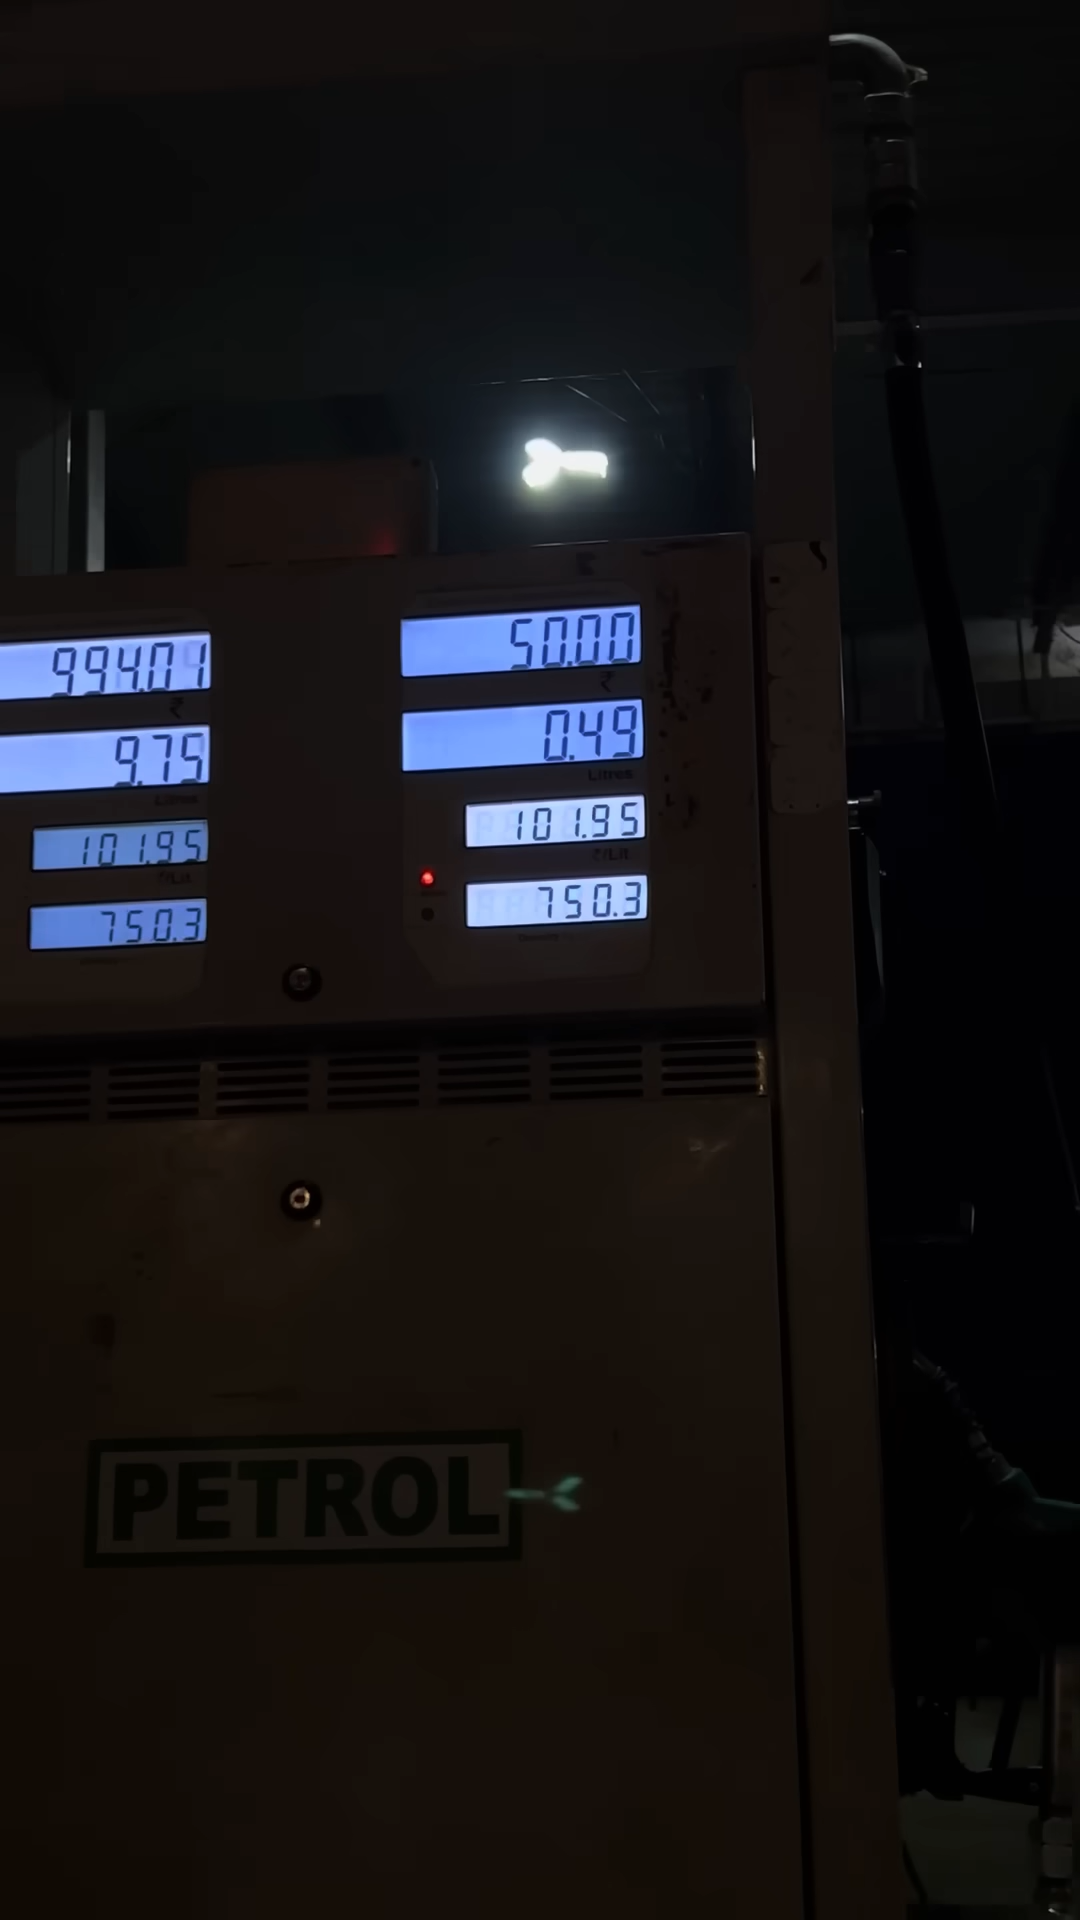 994.01
₹
9.75
Litres
101.95
₹/Lit.
750.3
50.00
₹
0.49
Litres
101.95
₹/Lit.
750.3
PETROL